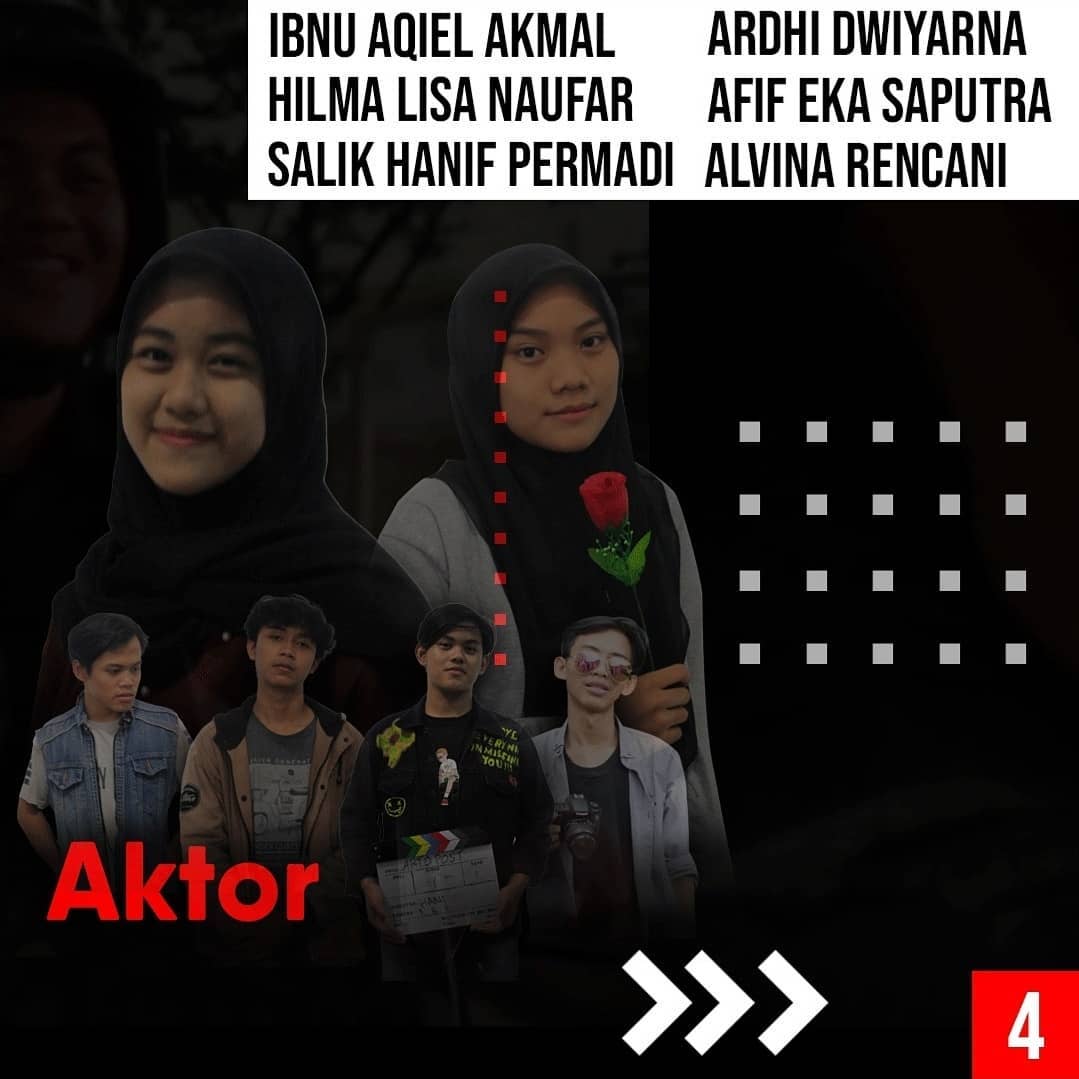 IBNU AQIEL AKMAL
HILMA LISA NAUFAR
SALIK HANIF PERMADI
ARDHI DWIYARNA
AFIF EKA SAPUTRA
ALVINA RENCANI
Aktor
4